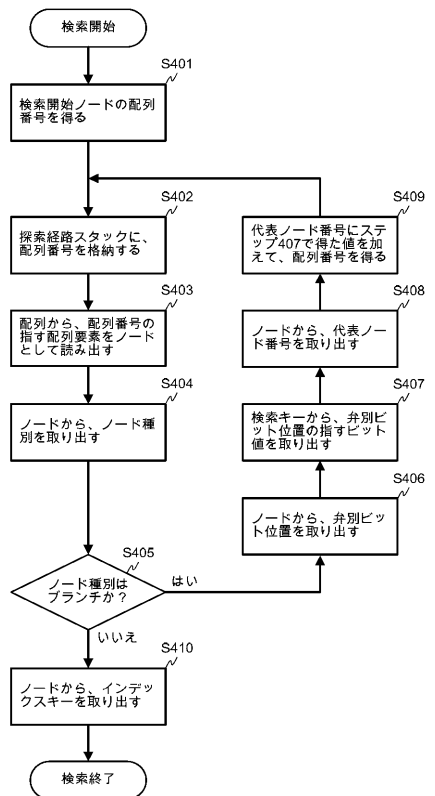 検索開始
S401
検索開始ノードの配列
番号を得る
S402
探索経路スタックに、
配列番号を格納する
S403
配列から、配列番号の
指す配列要素をノード
として読み出す
S404
ノードから、ノード種
別を取り出す
S405
ノード種別は
ブランチか？
はい
いいえ
S406
ノードから、弁別ビッ
ト位置を取り出す
S407
検索キーから、弁別ビ
ット位置の指すビット
値を取り出す
S408
ノードから、代表ノー
ド番号を取り出す
S409
代表ノード番号にステ
ップ407で得た値を加
えて、配列番号を得る
S410
ノードから、インデッ
クスキーを取り出す
検索終了